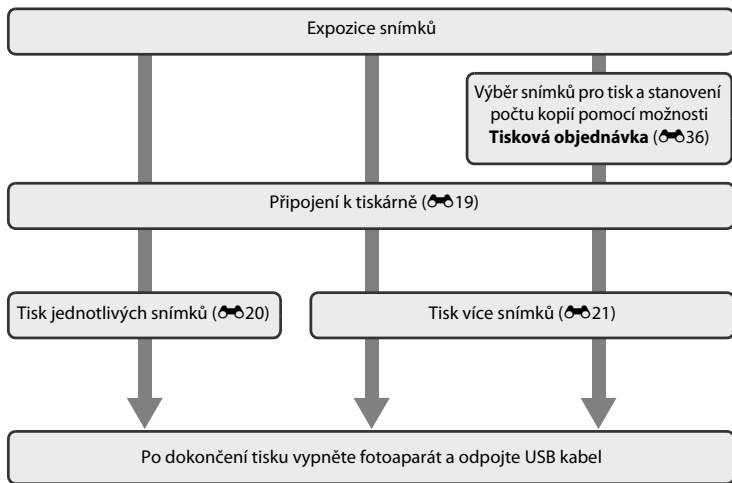 Expozice snímků
Výběr snímků pro tisk a stanovení
počtu kopií pomocí možnosti
Tisková objednávka (36)
Připojení k tiskárně (19)
Tisk jednotlivých snímků (20)
Tisk více snímků (21)
Po dokončení tisku vypněte fotoaparát a odpojte USB kabel